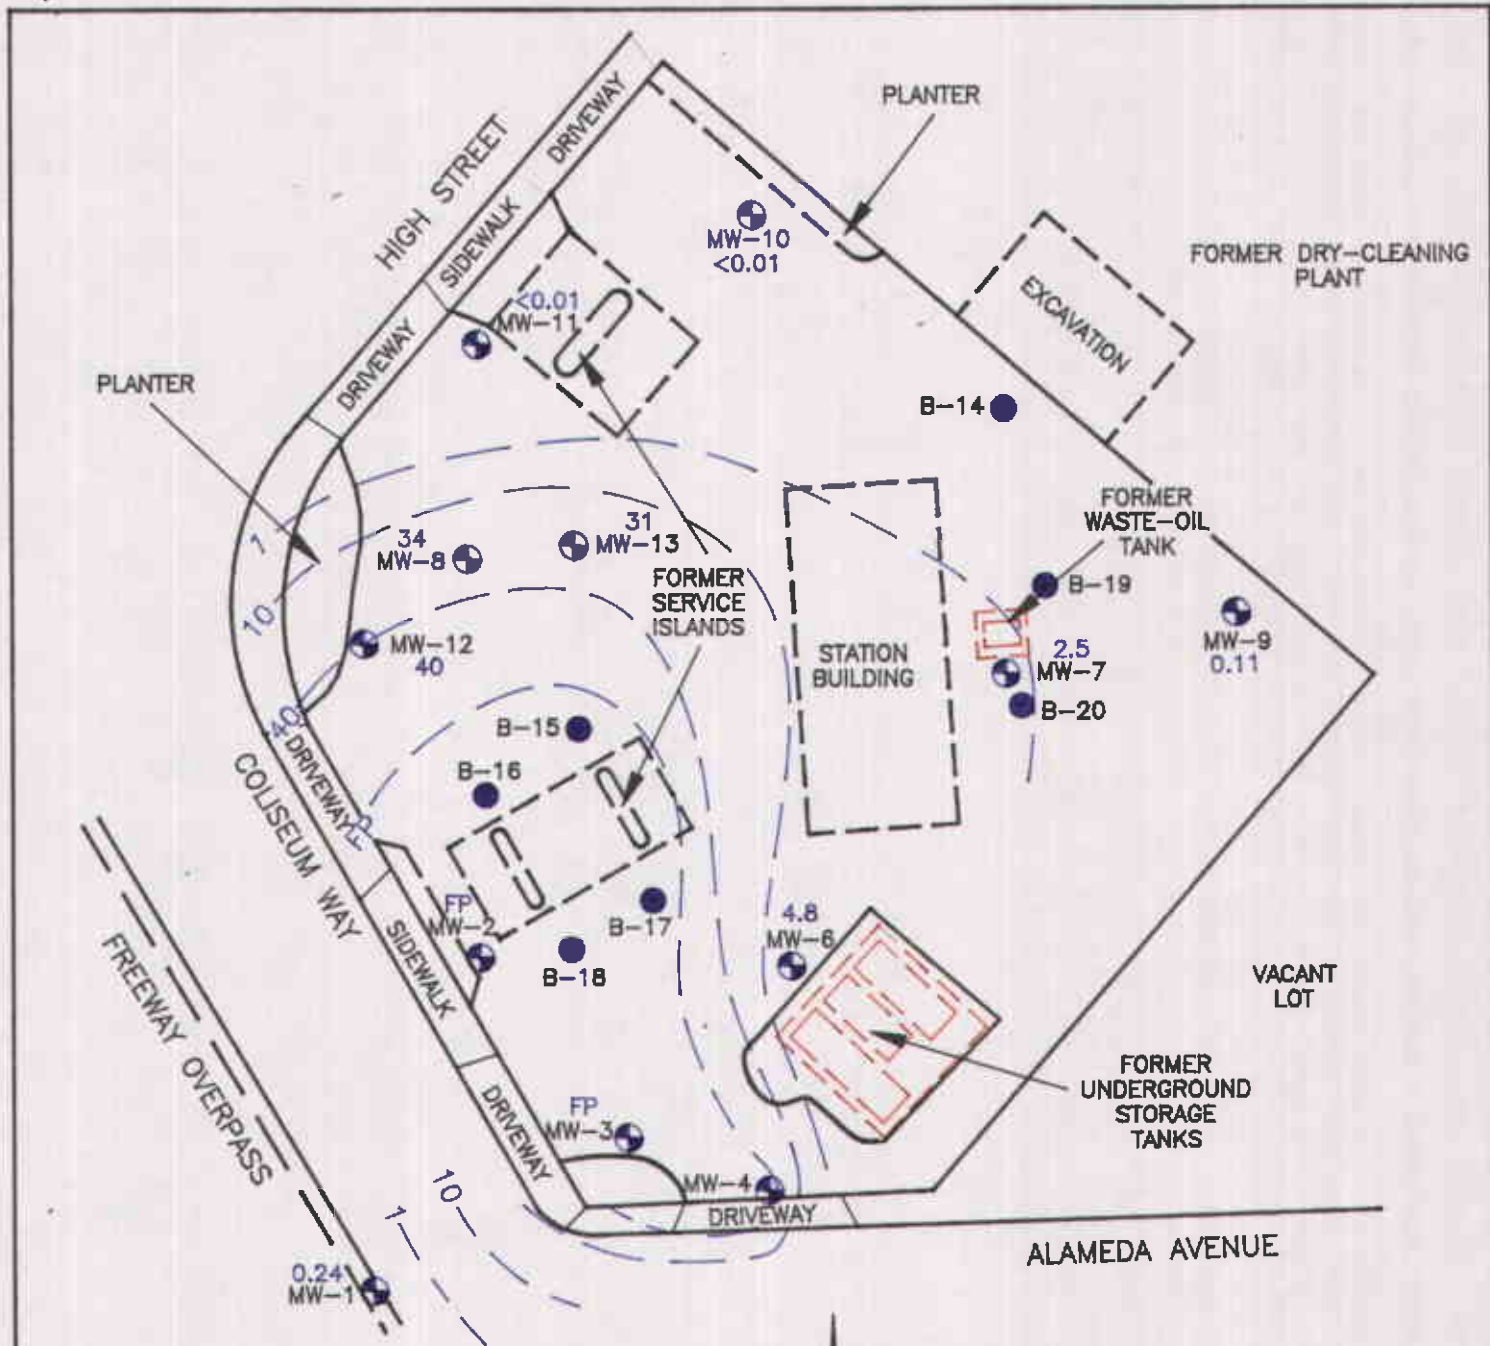 PLANTER
DRIVEWAY
HIGH STREET
SIDEWALK
MW-10
<0.01
FORMER DRY-CLEANING
PLANT
EXCAVATION
<0.01
MW-11
DRIVEWAY
PLANTER
B-14
FORMER
WASTE-OIL
TANK
1
34
MW-8
31
MW-13
FORMER
SERVICE
ISLANDS
B-19
10
MW-12
40
STATION
BUILDING
2.5
MW-7
MW-9
0.11
B-20
40
DRIVEWAY
B-15
COLISEUM WAY
B-16
FP
FP
MW-2
B-17
B-18
4.8
MW-6
SIDEWALK
FREEWAY OVERPASS
VACANT
LOT
FORMER
UNDERGROUND
STORAGE
TANKS
DRIVEWAY
FP
MW-3
MW-4
10
1
DRIVEWAY
ALAMEDA AVENUE
0.24
MW-1